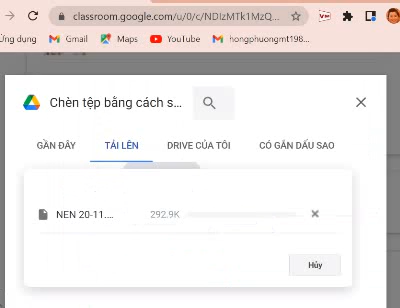 classroom.google.com/u/0/c/NDIzMTk1MzQ...
Ứng dụng Gmail Maps YouTube hongphuongmt198...
Chèn tệp bằng cách s...
GẦN ĐÂY TẢI LÊN DRIVE CỦA TÔI CÓ GẮN DẤU SAO
NEN 20-11.... 292.9K
Hủy